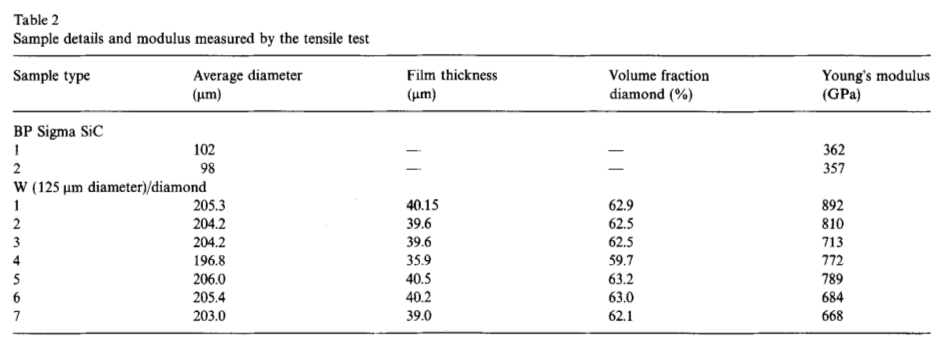 Table 2
Sample details and modulus measured by the tensile test
Sample type Average diameter Film thickness Volume fraction Young's modulus
(μm) (μm) diamond (%) (GPa)
BP Sigma SiC
1 102 — — 362
2 98 — — 357
W (125 μm diameter)/diamond
1 205.3 40.15 62.9 892
2 204.2 39.6 62.5 810
3 204.2 39.6 62.5 713
4 196.8 35.9 59.7 772
5 206.0 40.5 63.2 789
6 205.4 40.2 63.0 684
7 203.0 39.0 62.1 668